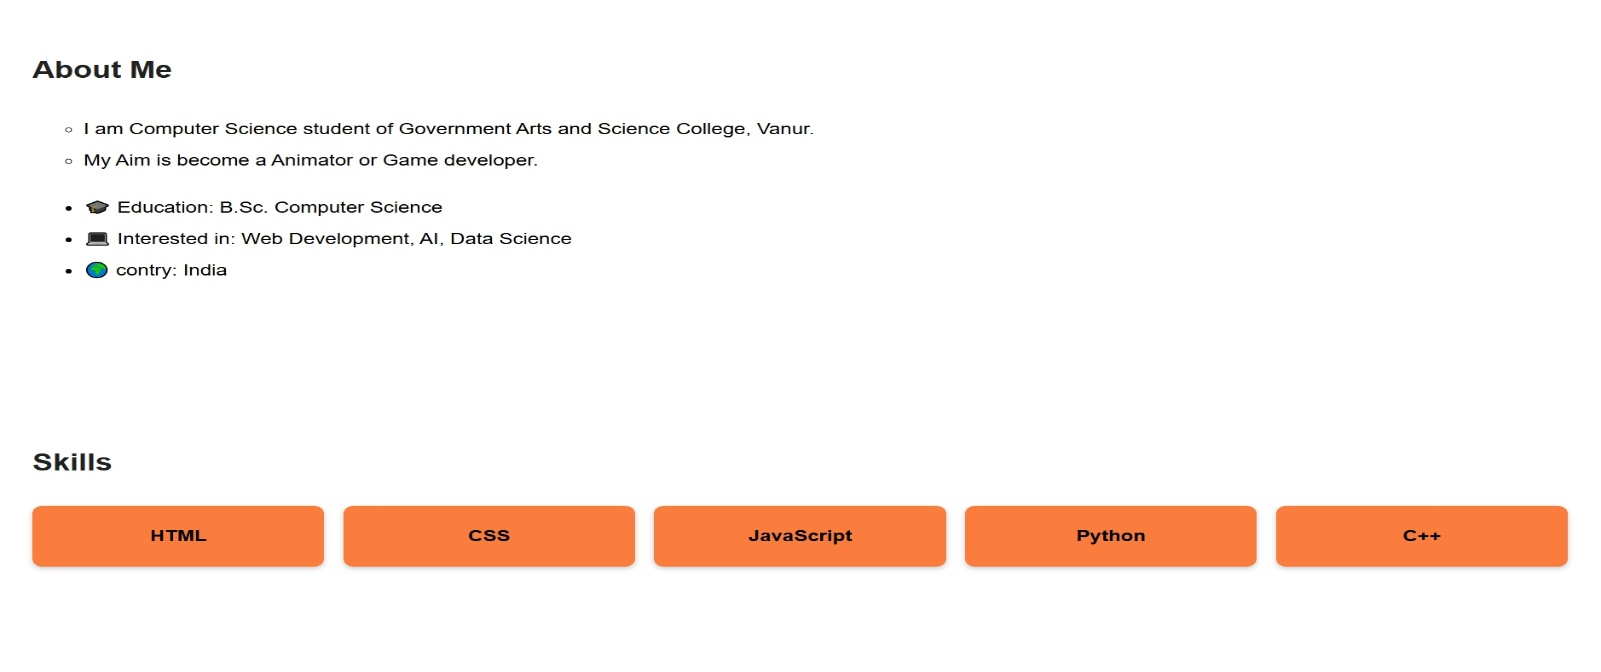 About Me
I am Computer Science student of Government Arts and Science College, Vanur.
My Aim is become a Animator or Game developer.
🎓 Education: B.Sc. Computer Science
💻 Interested in: Web Development, AI, Data Science
🌍 contry: India
Skills
HTML
CSS
JavaScript
Python
C++